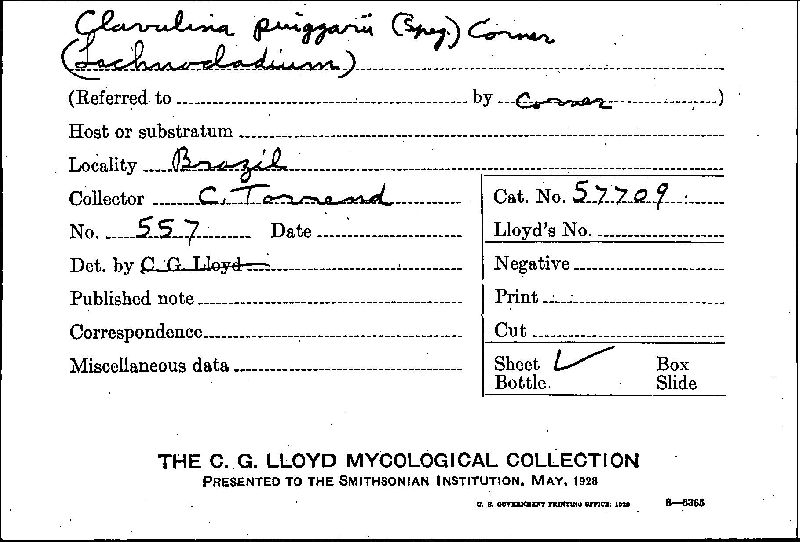 Clavulina puiggarii (Speg.) Corner
(Lachnocladium)
(Referred to by Corner)
Host or substratum
Locality Brazil
Collector C. Torrend
No. 557 Date
Det. by C. G. Lloyd
Published note
Correspondence
Miscellaneous data
Cat. No. 57709
Lloyd's No.
Negative
Print
Cut
Sheet ✓ Box
Bottle Slide
THE C. G. LLOYD MYCOLOGICAL COLLECTION
PRESENTED TO THE SMITHSONIAN INSTITUTION, MAY, 1928
U. S. GOVERNMENT PRINTING OFFICE: 1929 8—6365